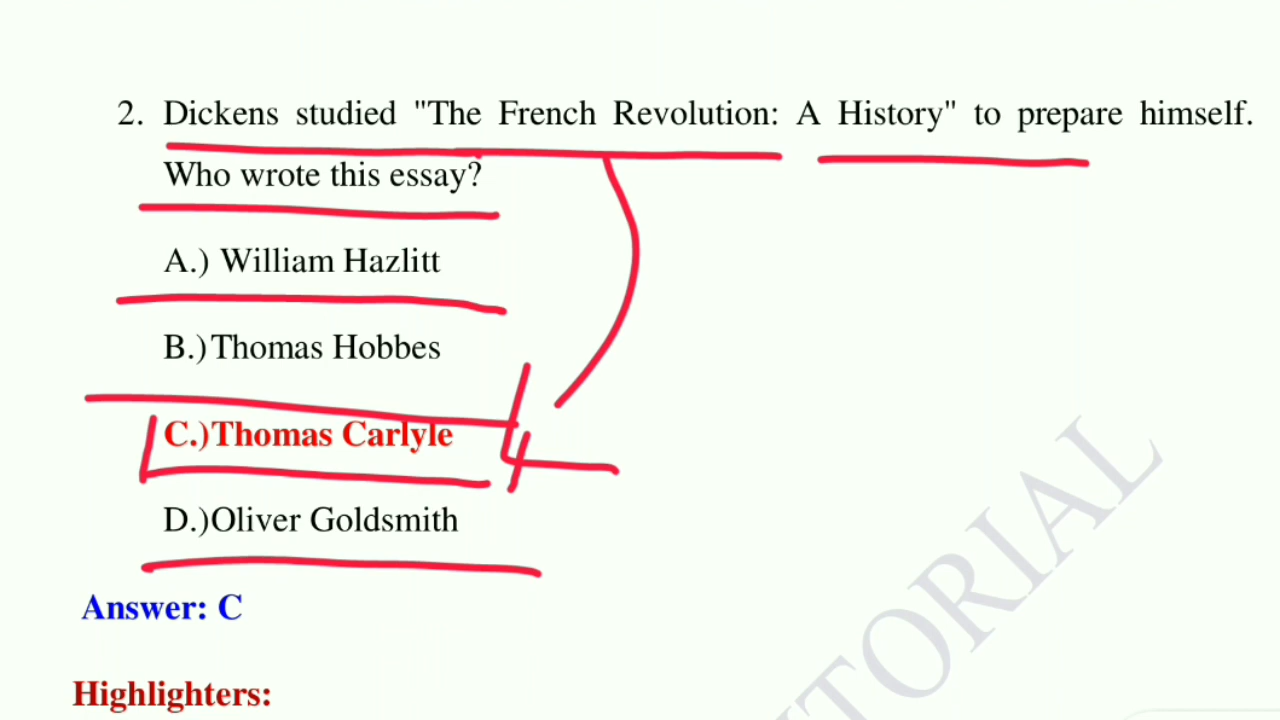 2. Dickens studied "The French Revolution: A History" to prepare himself.
Who wrote this essay?
A.) William Hazlitt
B.) Thomas Hobbes
C.) Thomas Carlyle
D.) Oliver Goldsmith
Answer: C
Highlighters: